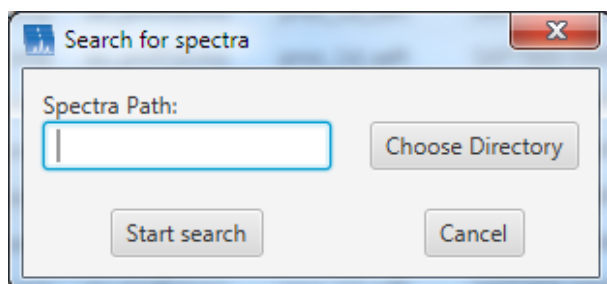 Search for spectra
Spectra Path:
Choose Directory
Start search
Cancel